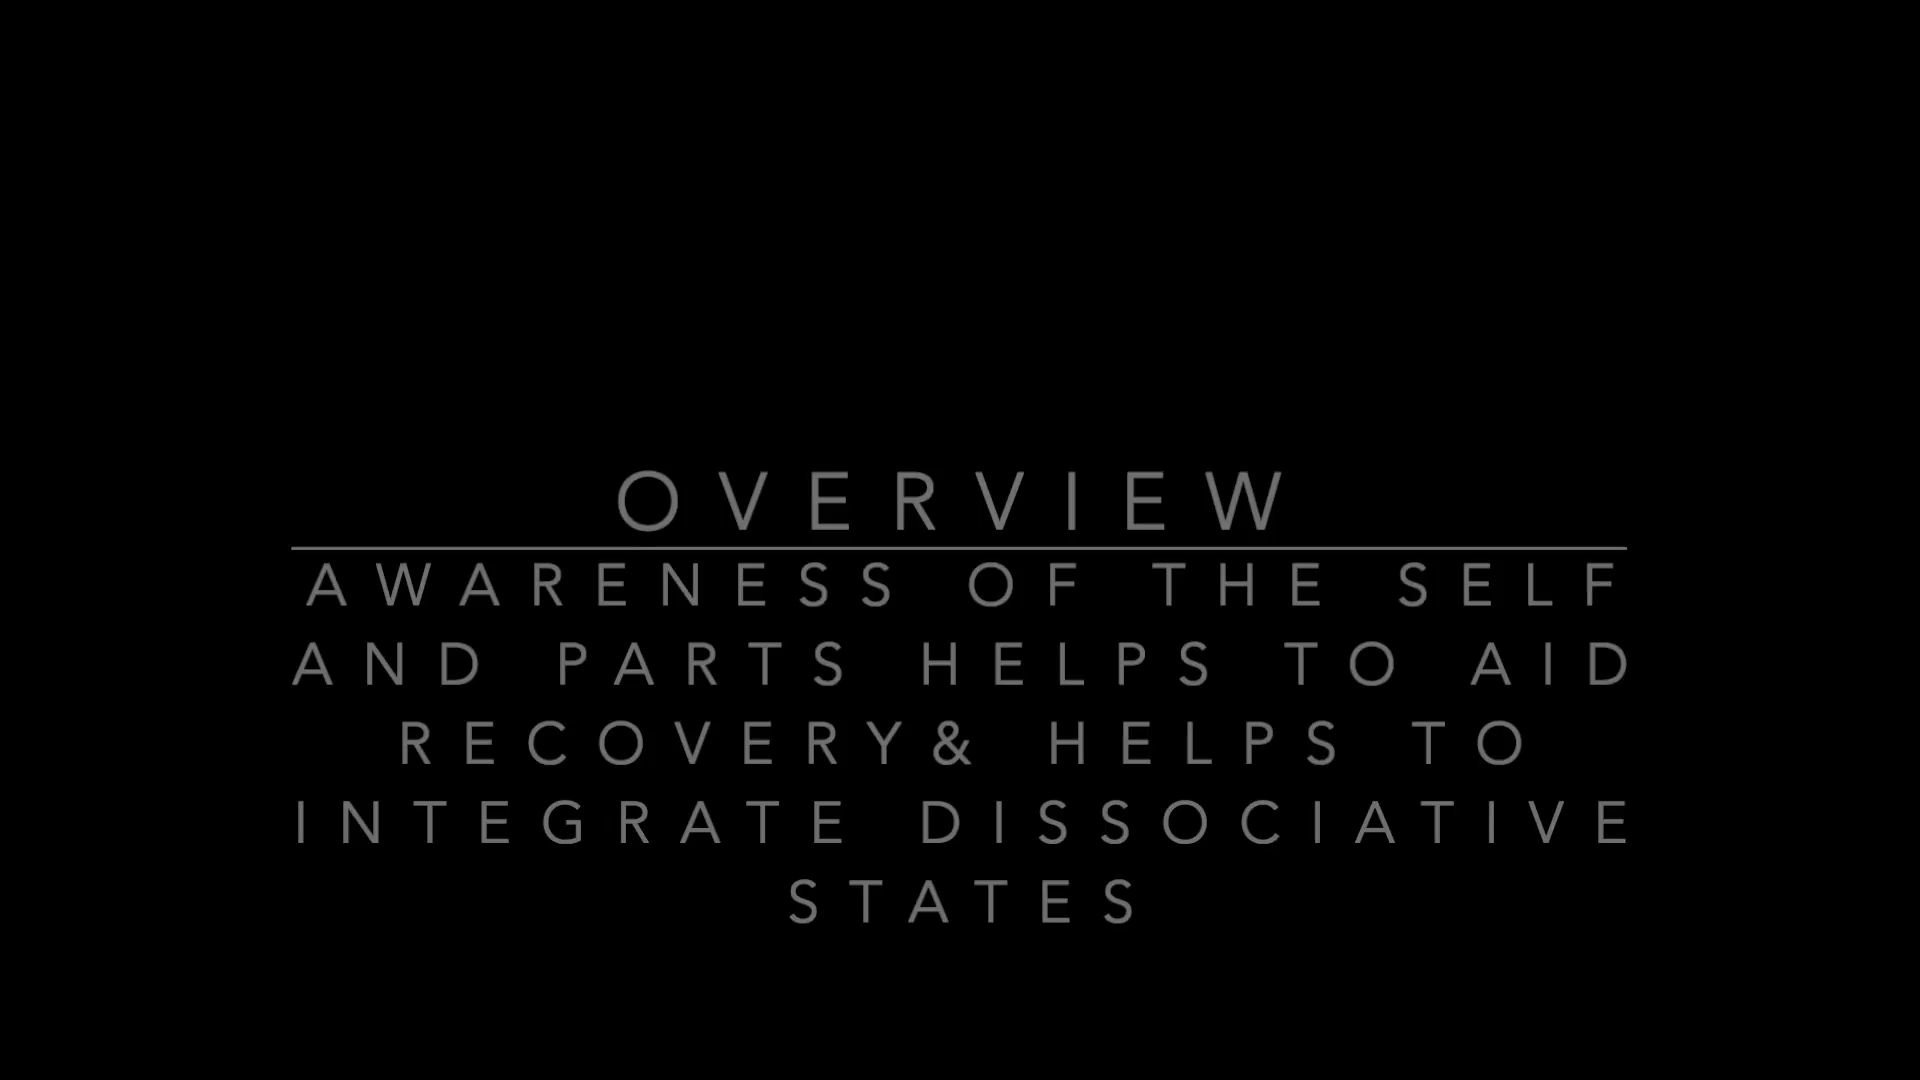 OVERVIEW
AWARENESS OF THE SELF
AND PARTS HELPS TO AID
RECOVERY& HELPS TO
INTEGRATE DISSOCIATIVE
STATES